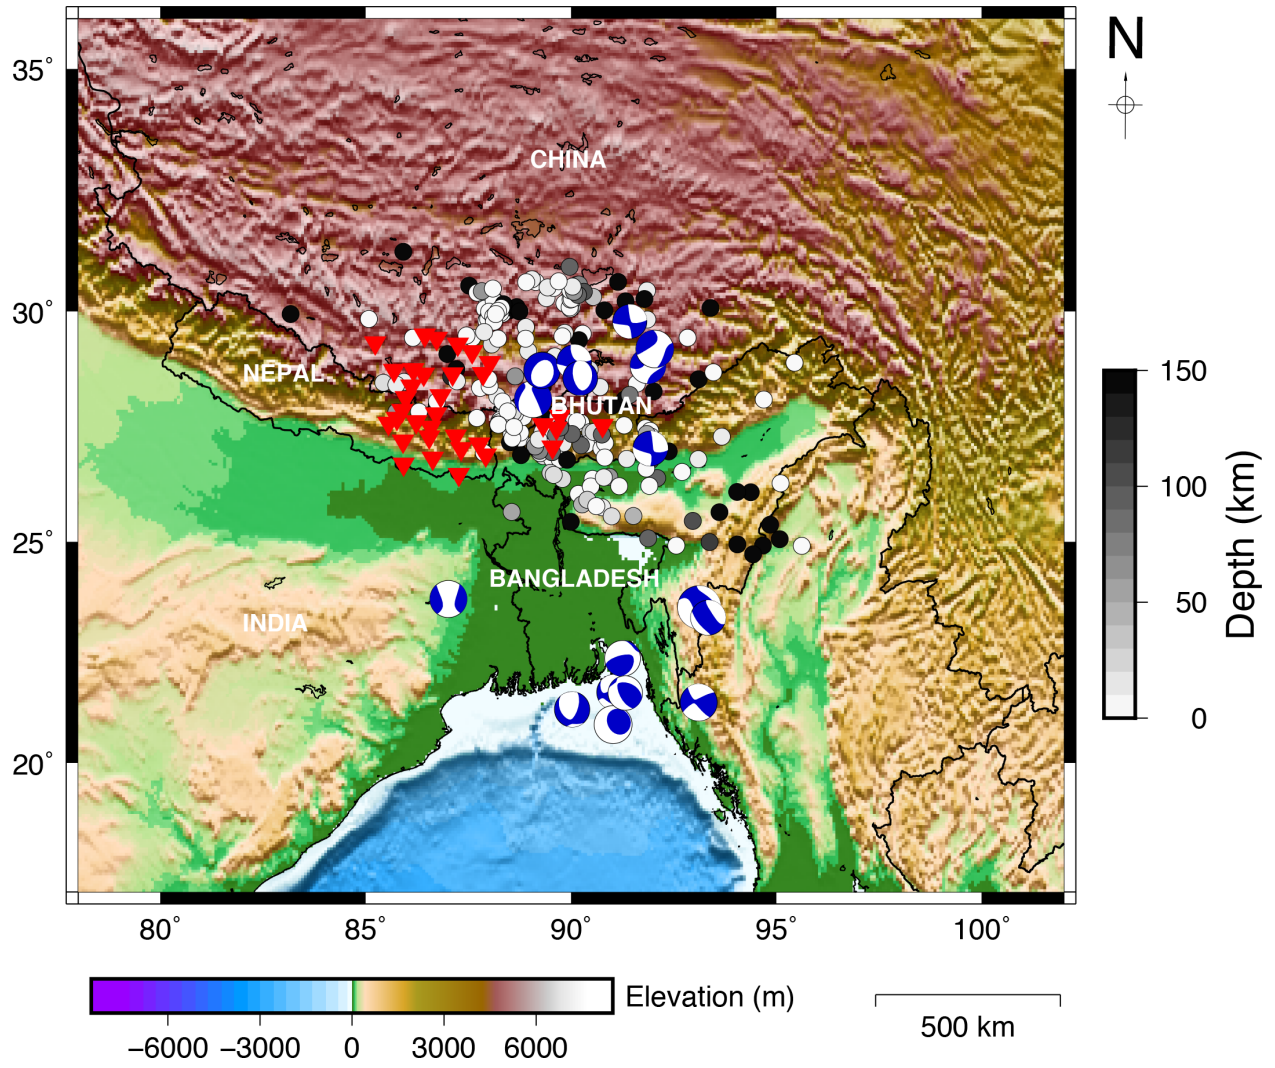 N
35°
30°
25°
20°
CHINA
NEPAL
BHUTAN
BANGLADESH
INDIA
80°
85°
90°
95°
100°
150
100
50
0
Depth (km)
Elevation (m)
−6000 −3000 0 3000 6000
500 km